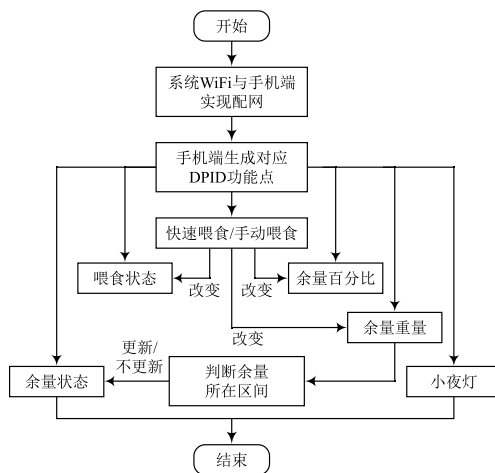 开始
系统WiFi与手机端
实现配网
手机端生成对应
DPID功能点
快速喂食/手动喂食
喂食状态
改变
改变
余量百分比
改变
余量重量
更新/
不更新
余量状态
判断余量
所在区间
小夜灯
结束